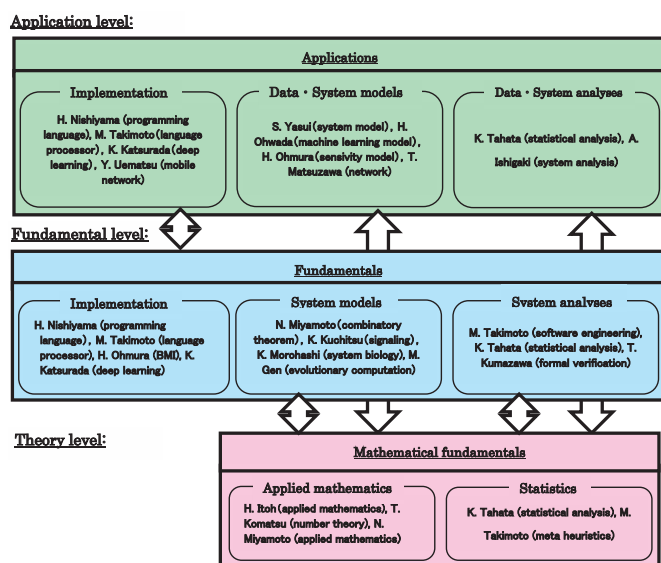 Application level:
Applications
Implementation
H. Nishiyama (programming
language), M. Takimoto (language
processor), K. Katsurada (deep
learning), Y. Uematsu (mobile
network)
Data・System models
S. Yasui (system model), H.
Ohwada (machine learning model),
H. Ohmura (sensivity model), T.
Matsuzawa (network)
Data・System analyses
K. Tahata (statistical analysis), A.
Ishigaki (system analysis)
Fundamental level:
Fundamentals
Implementation
H. Nishiyama (programming
language), M. Takimoto (language
processor), H. Ohmura (BMI), K.
Katsurada (deep learning)
System models
N. Miyamoto (combinatory
theorem), K. Kuchitsu (signaling),
K. Morohashi (system biology), M.
Gen (evolutionary computation)
System analyses
M. Takimoto (software engineering),
K. Tahata (statistical analysis), T.
Kumazawa (formal verification)
Theory level:
Mathematical fundamentals
Applied mathematics
H. Itoh (applied mathematics), T.
Komatsu (number theory), N.
Miyamoto (applied mathematics)
Statistics
K. Tahata (statistical analysis), M.
Takimoto (meta heuristics)